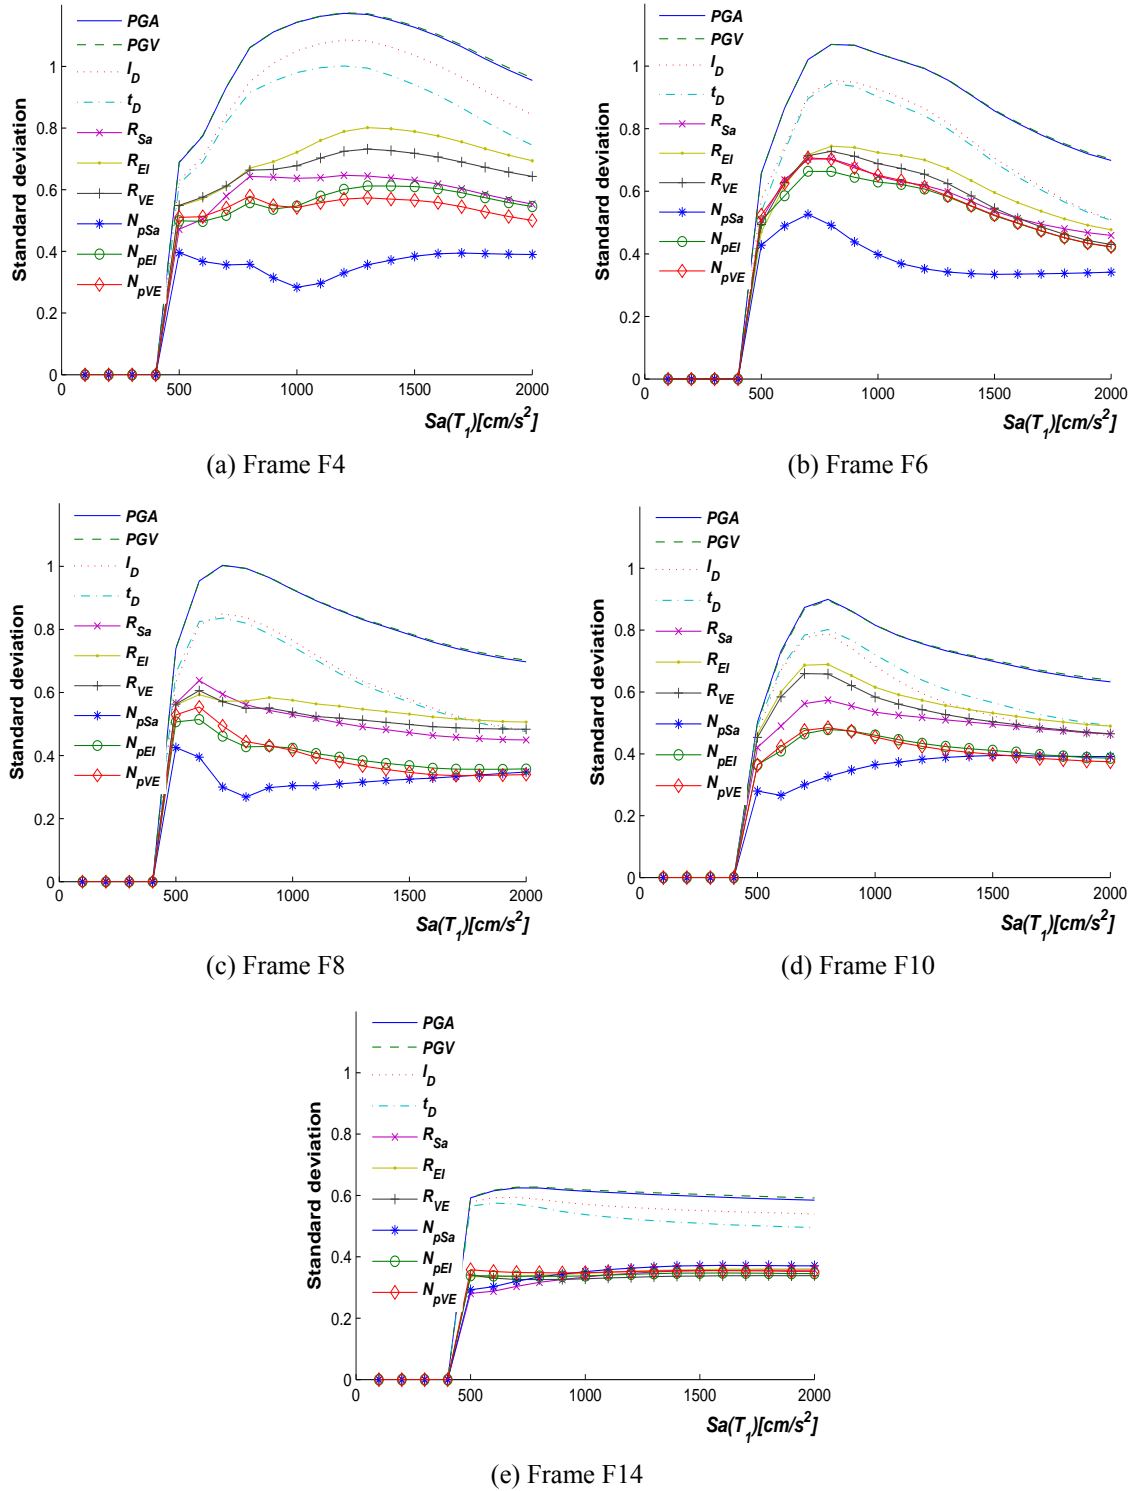 PGA
PGV
I_D
t_D
R_Sa
R_EI
R_VE
N_pSa
N_pEI
N_pVE
Standard deviation
1
0.8
0.6
0.4
0.2
0
0 500 1000 1500 2000
Sa(T_1)[cm/s^2]
(a) Frame F4
PGA
PGV
I_D
t_D
R_Sa
R_EI
R_VE
N_pSa
N_pEI
N_pVE
Standard deviation
1
0.8
0.6
0.4
0.2
0
0 500 1000 1500 2000
Sa(T_1)[cm/s^2]
(b) Frame F6
PGA
PGV
I_D
t_D
R_Sa
R_EI
R_VE
N_pSa
N_pEI
N_pVE
Standard deviation
1
0.8
0.6
0.4
0.2
0
0 500 1000 1500 2000
Sa(T_1)[cm/s^2]
(c) Frame F8
PGA
PGV
I_D
t_D
R_Sa
R_EI
R_VE
N_pSa
N_pEI
N_pVE
Standard deviation
1
0.8
0.6
0.4
0.2
0
0 500 1000 1500 2000
Sa(T_1)[cm/s^2]
(d) Frame F10
PGA
PGV
I_D
t_D
R_Sa
R_EI
R_VE
N_pSa
N_pEI
N_pVE
Standard deviation
1
0.8
0.6
0.4
0.2
0
0 500 1000 1500 2000
Sa(T_1)[cm/s^2]
(e) Frame F14